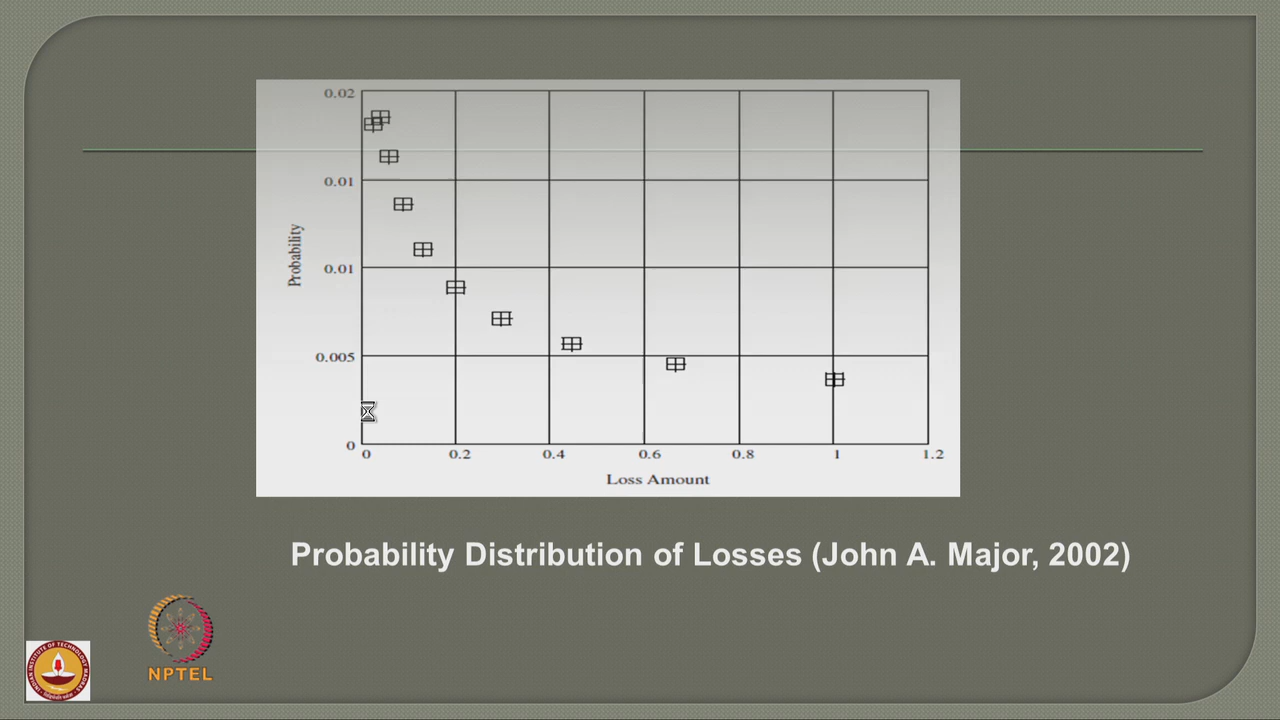 0.02
0.01
0.01
0.005
0
Probability
0 0.2 0.4 0.6 0.8 1 1.2
Loss Amount
Probability Distribution of Losses (John A. Major, 2002)
NPTEL